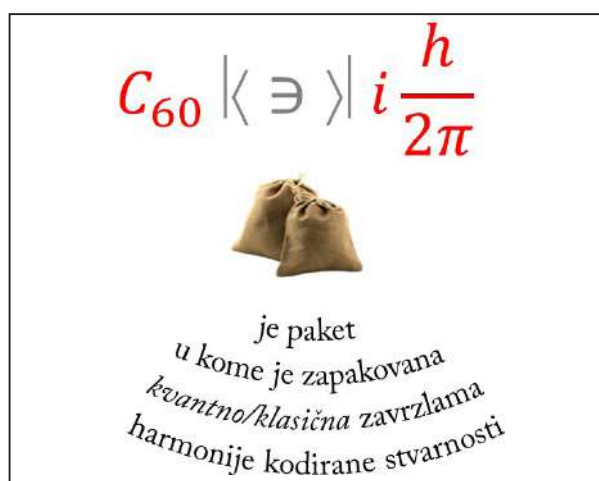 C₆₀ |⟨ ∋ ⟩| i h/2π
je paket
u kome je zapakovana
kvantno/klasična zavrzlama
harmonije kodirane stvarnosti